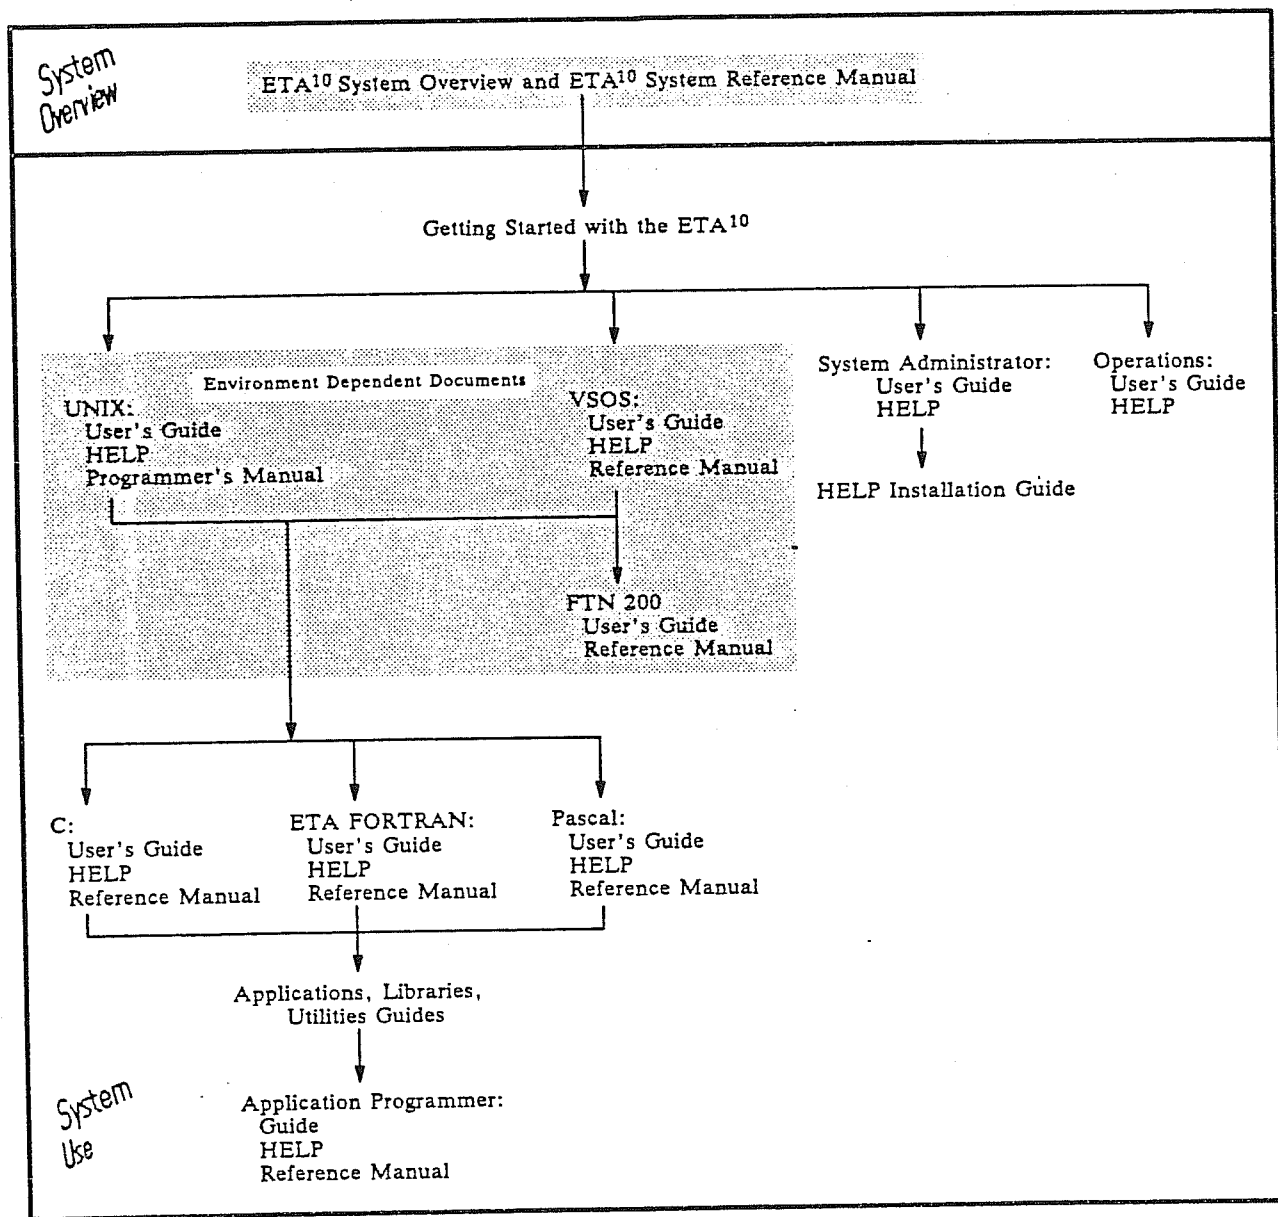 System
Overview
ETA10 System Overview and ETA10 System Reference Manual
Getting Started with the ETA10
Environment Dependent Documents
UNIX:
User's Guide
HELP
Programmer's Manual
VSOS:
User's Guide
HELP
Reference Manual
System Administrator:
User's Guide
HELP
HELP Installation Guide
Operations:
User's Guide
HELP
FTN 200
User's Guide
Reference Manual
C:
User's Guide
HELP
Reference Manual
ETA FORTRAN:
User's Guide
HELP
Reference Manual
Pascal:
User's Guide
HELP
Reference Manual
Applications, Libraries,
Utilities Guides
System
Use
Application Programmer:
Guide
HELP
Reference Manual